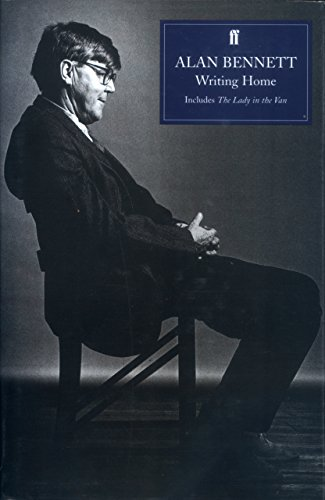 ff
ALAN BENNETT
Writing Home
Includes The Lady in the Van